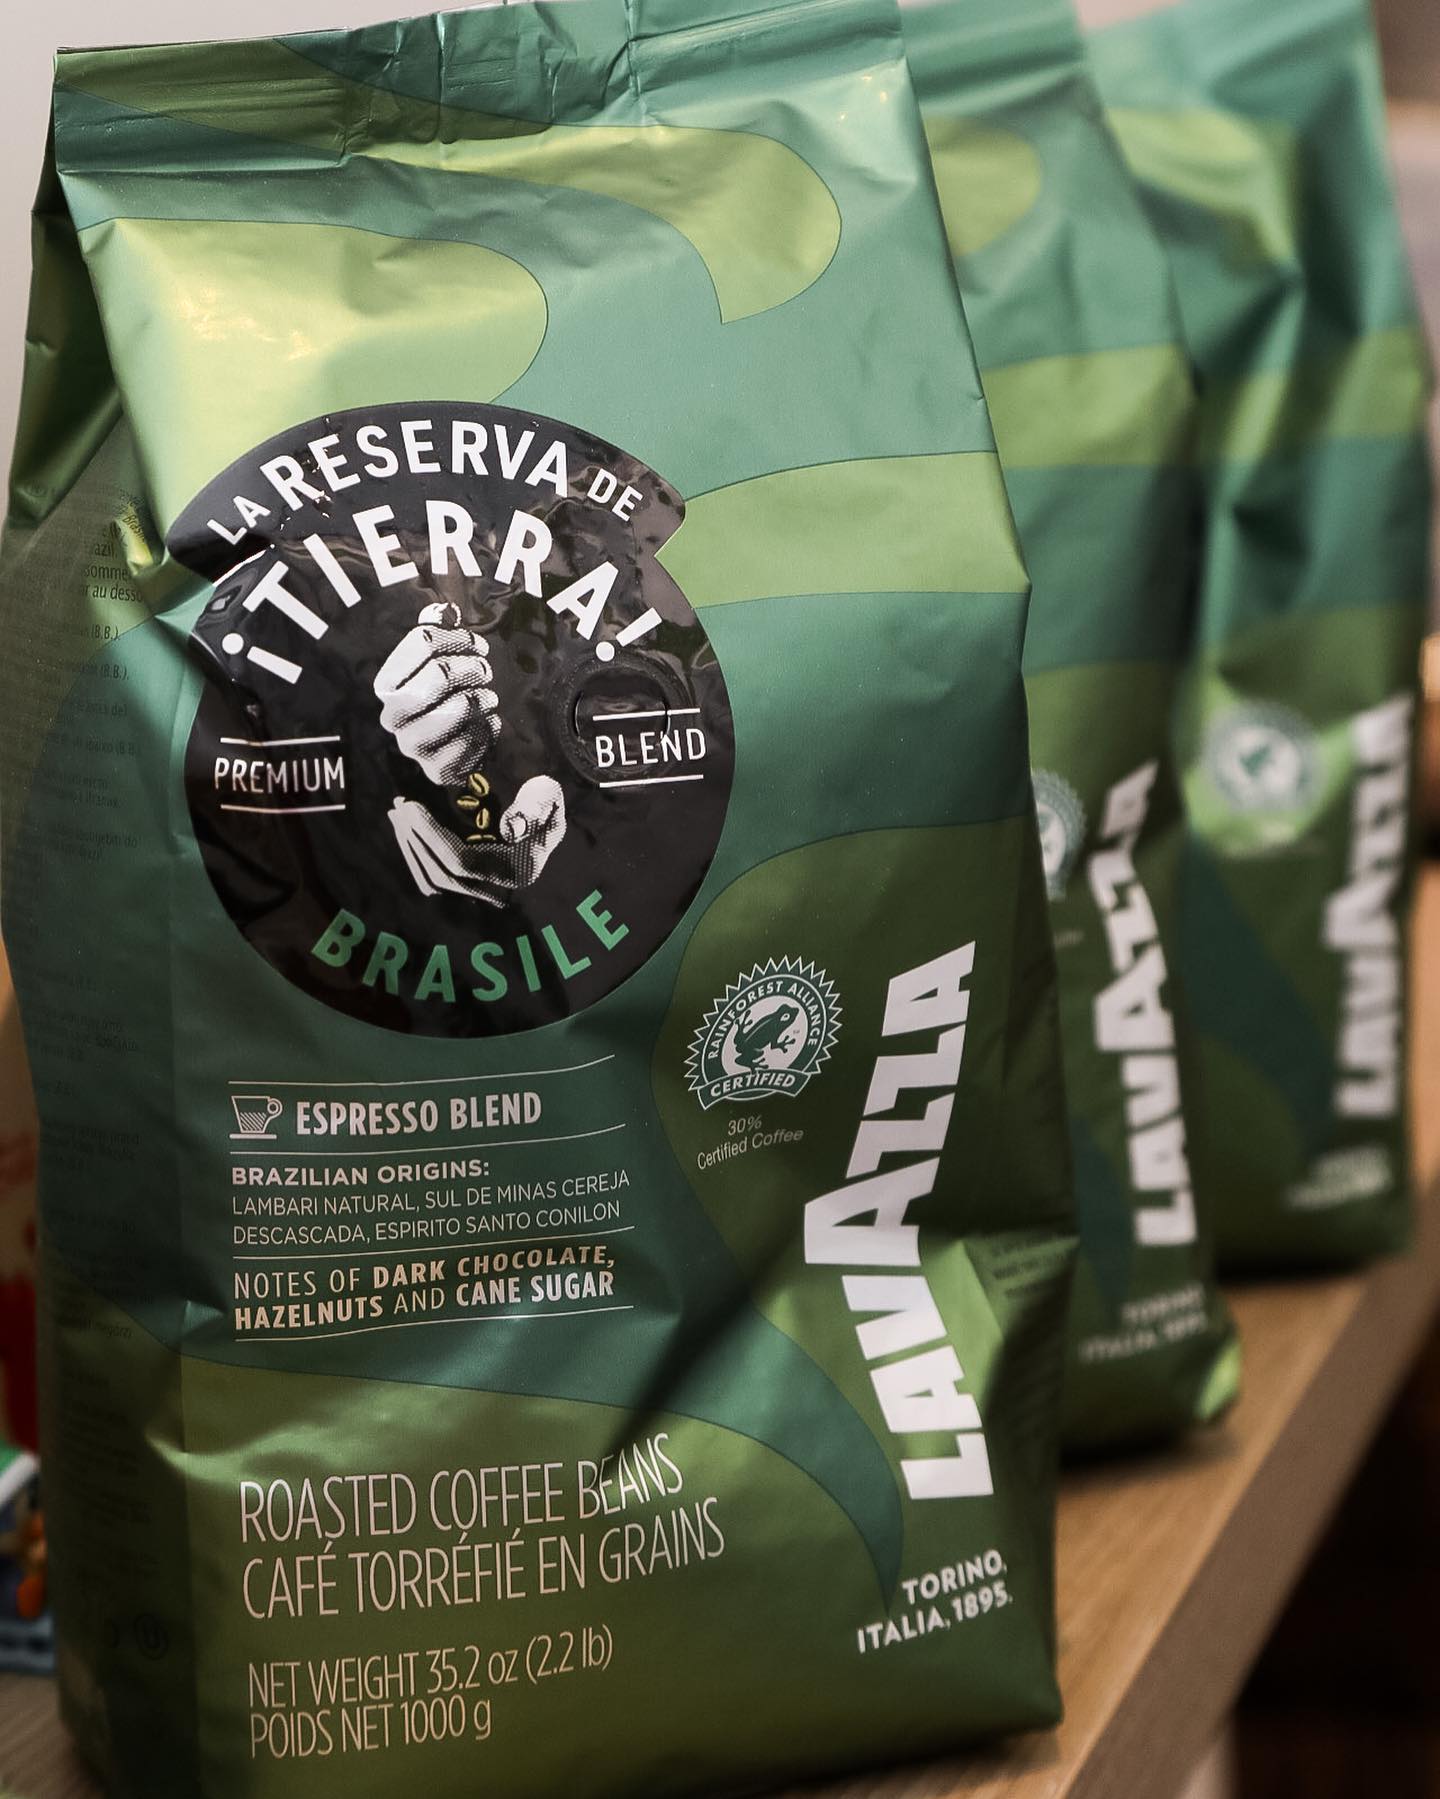 LA RESERVA DE
¡TIERRA!
PREMIUM
BLEND
BRASILE
RAINFOREST ALLIANCE
CERTIFIED
30%
Certified Coffee
ESPRESSO BLEND
BRAZILIAN ORIGINS:
LAMBARI NATURAL, SUL DE MINAS CEREJA
DESCASCADA, ESPIRITO SANTO CONILON
NOTES OF DARK CHOCOLATE,
HAZELNUTS AND CANE SUGAR
LAVAZZA
ROASTED COFFEE BEANS
CAFÉ TORRÉFIÉ EN GRAINS
TORINO,
ITALIA, 1895.
NET WEIGHT 35.2 oz (2.2 lb)
POIDS NET 1000 g
LAVAZZA
TORINO,
ITALIA, 1895.
LAVAZZA